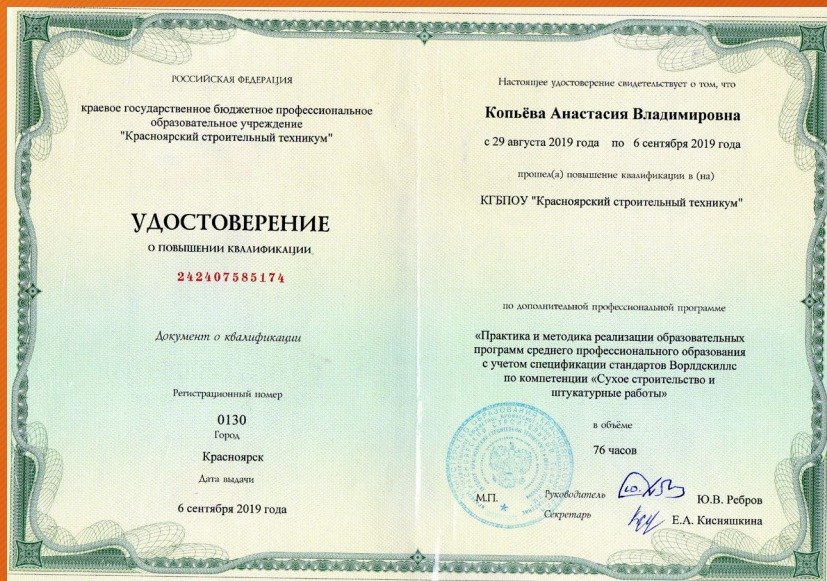 РОССИЙСКАЯ ФЕДЕРАЦИЯ
краевое государственное бюджетное профессиональное
образовательное учреждение
"Красноярский строительный техникум"
УДОСТОВЕРЕНИЕ
О ПОВЫШЕНИИ КВАЛИФИКАЦИИ
242407585174
Документ о квалификации
Регистрационный номер
0130
Город
Красноярск
Дата выдачи
6 сентября 2019 года
Настоящее удостоверение свидетельствует о том, что
Копьёва Анастасия Владимировна
с 29 августа 2019 года по 6 сентября 2019 года
прошел(а) повышение квалификации в (на)
КГБПОУ "Красноярский строительный техникум"
по дополнительной профессиональной программе
«Практика и методика реализации образовательных
программ среднего профессионального образования
с учетом спецификации стандартов Ворлдскиллс
по компетенции «Сухое строительство и
штукатурные работы»
в объёме
76 часов
М.П.
Руководитель
Ю.В. Ребров
Секретарь
Е.А. Кисняшкина